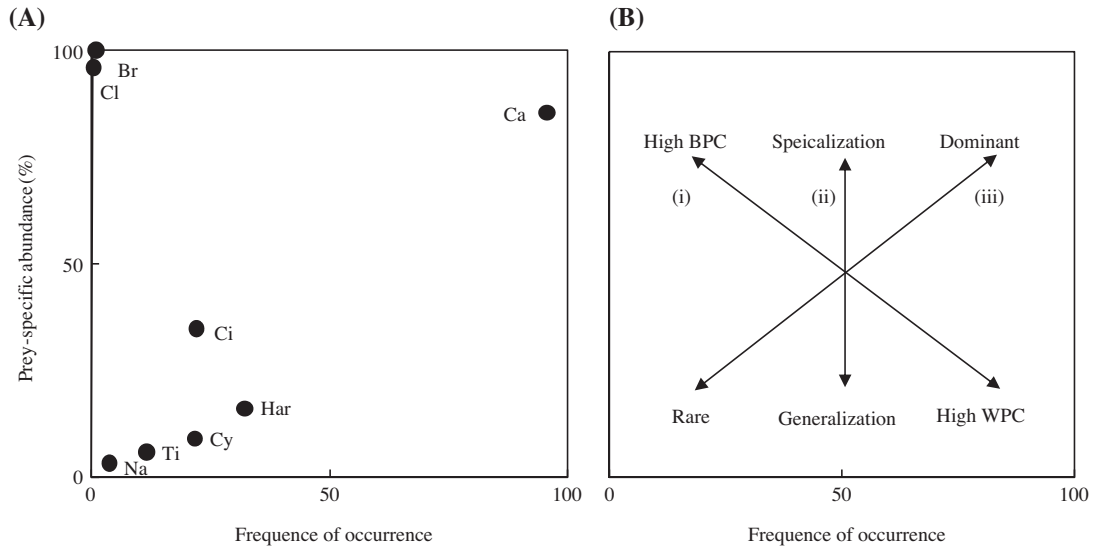 (A)
100
Br
Cl
Ca
Prey-specific abundance (%)
50
Ci
Har
Cy
Ti
Na
0
0
50
100
Frequence of occurrence
(B)
High BPC
Speicalization
Dominant
(i)
(ii)
(iii)
Rare
Generalization
High WPC
0
50
100
Frequence of occurrence